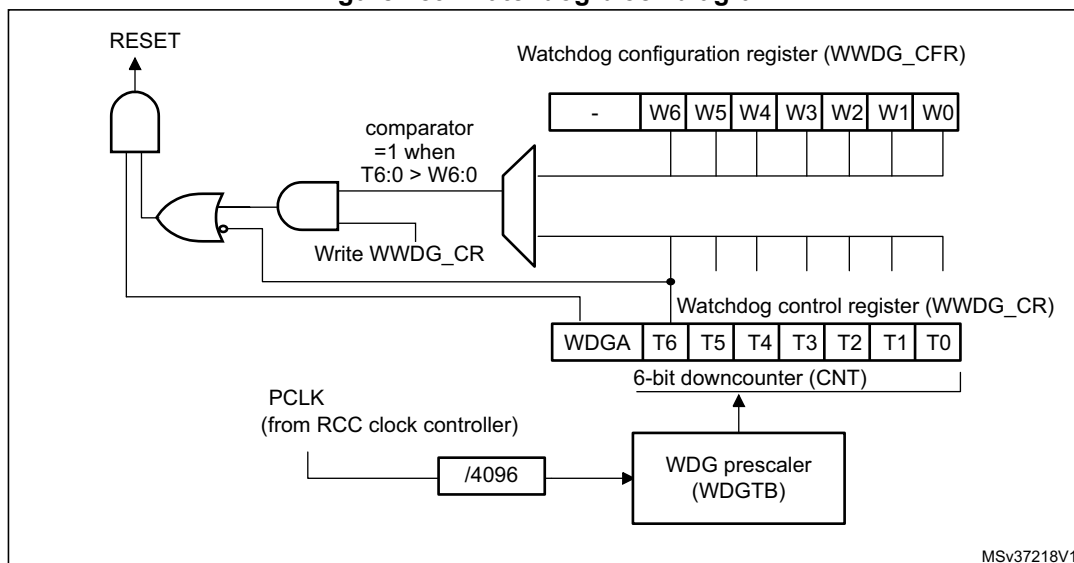 RESET
Watchdog configuration register (WWDG_CFR)
- W6 W5 W4 W3 W2 W1 W0
comparator
=1 when
T6:0 > W6:0
Write WWDG_CR
Watchdog control register (WWDG_CR)
WDGA T6 T5 T4 T3 T2 T1 T0
6-bit downcounter (CNT)
PCLK
(from RCC clock controller)
/4096
WDG prescaler
(WDGTB)
MSv37218V1